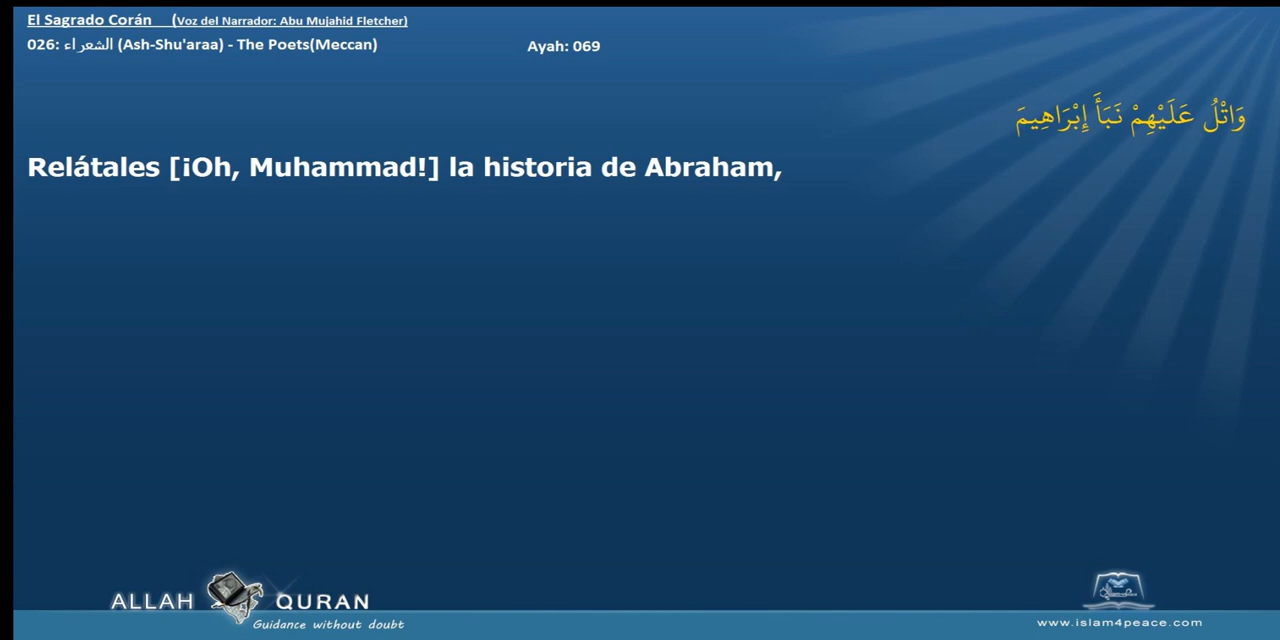 El Sagrado Corán (Voz del Narrador: Abu Mujahid Fletcher)
026: الشعراء (Ash-Shu'araa) - The Poets(Meccan) Ayah: 069
وَاتْلُ عَلَيْهِمْ نَبَأَ إِبْرَاهِيمَ
Relátales [¡Oh, Muhammad!] la historia de Abraham,
ALLAH QURAN
Guidance without doubt
www.islam4peace.com